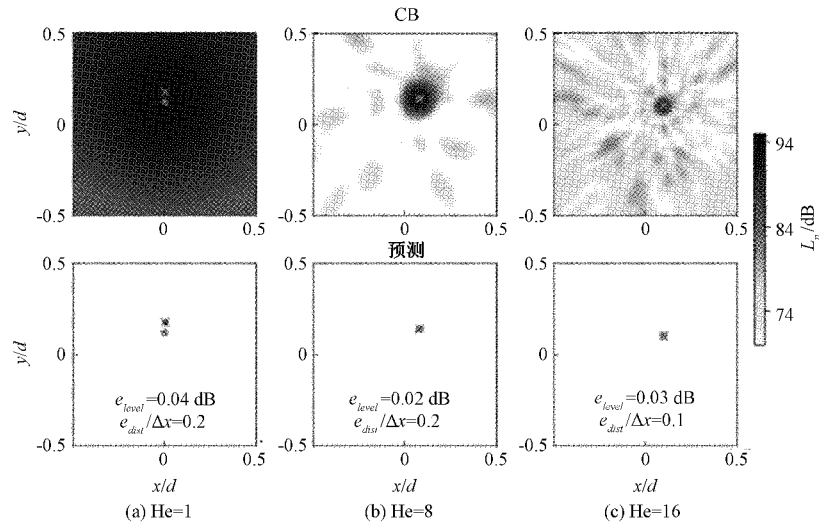 CB
0.5
0
-0.5
y/d
0
0.5
0.5
0
-0.5
0
0.5
0.5
0
-0.5
0
0.5
94
84
74
L_p/dB
预测
0.5
0
-0.5
y/d
e_level=0.04 dB
e_dist/Δx=0.2
0
0.5
x/d
(a) He=1
0.5
0
-0.5
e_level=0.02 dB
e_dist/Δx=0.2
0
0.5
x/d
(b) He=8
0.5
0
-0.5
e_level=0.03 dB
e_dist/Δx=0.1
0
0.5
x/d
(c) He=16